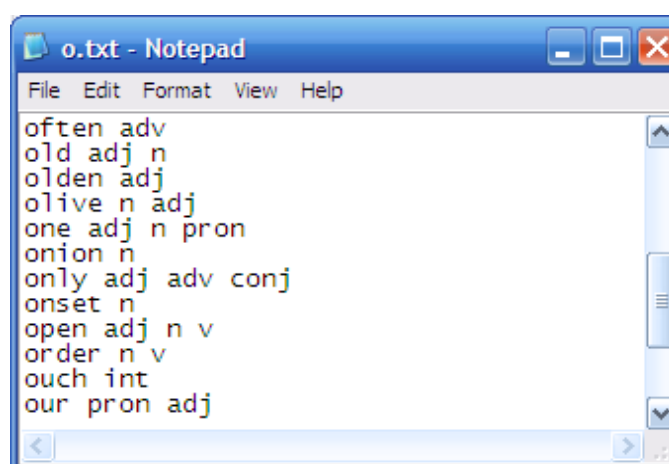 o.txt - Notepad
File Edit Format View Help
often adv
old adj n
olden adj
olive n adj
one adj n pron
onion n
only adj adv conj
onset n
open adj n v
order n v
ouch int
our pron adj